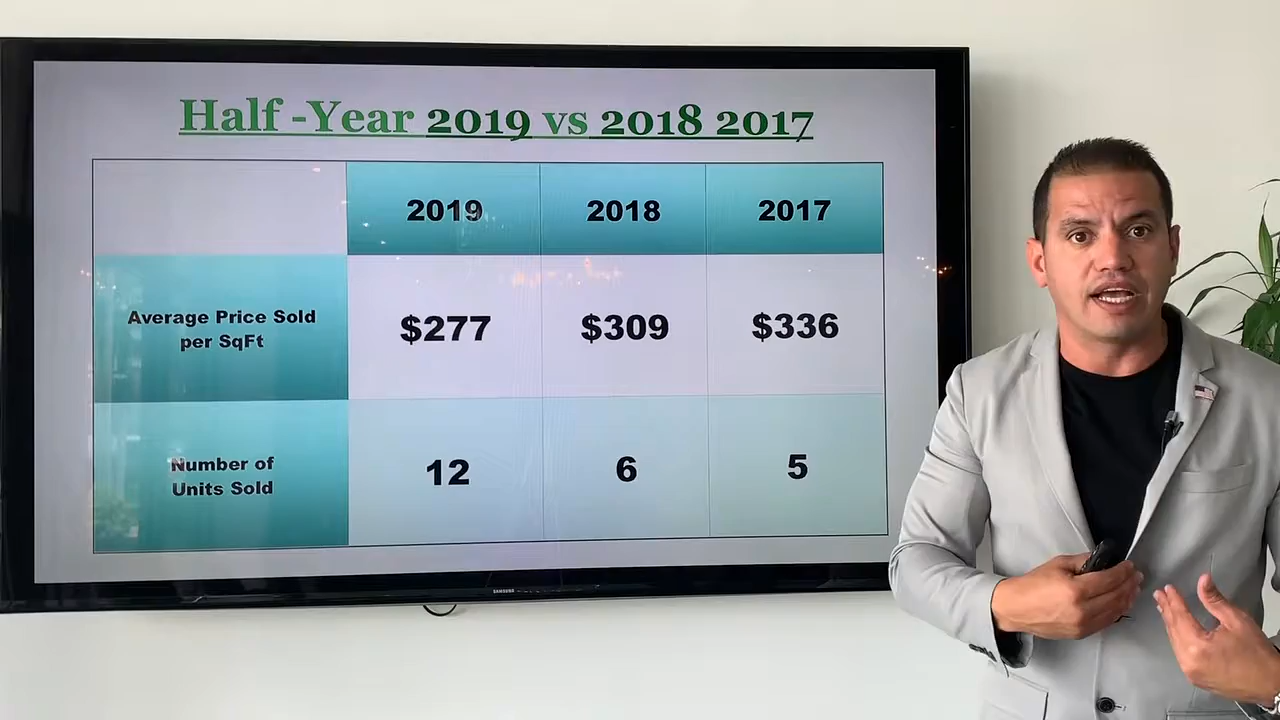 Half -Year 2019 vs 2018 2017
2019 2018 2017
Average Price Sold
per SqFt
$277 $309 $336
Number of
Units Sold
12 6 5
SAMSUNG